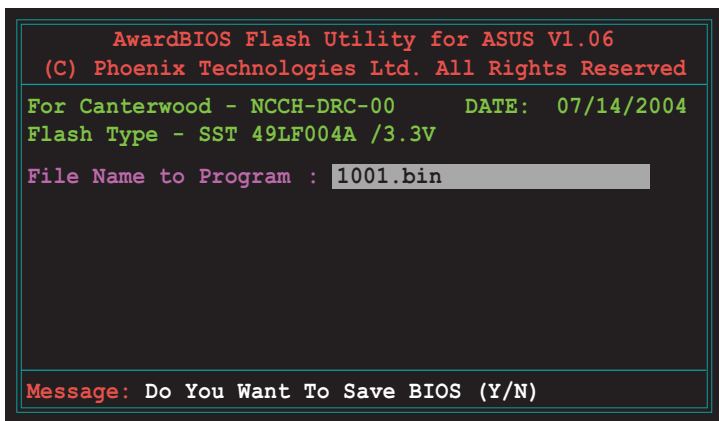 AwardBIOS Flash Utility for ASUS V1.06
(C) Phoenix Technologies Ltd. All Rights Reserved
For Canterwood - NCCH-DRC-00 DATE: 07/14/2004
Flash Type - SST 49LF004A /3.3V
File Name to Program : 1001.bin
Message: Do You Want To Save BIOS (Y/N)